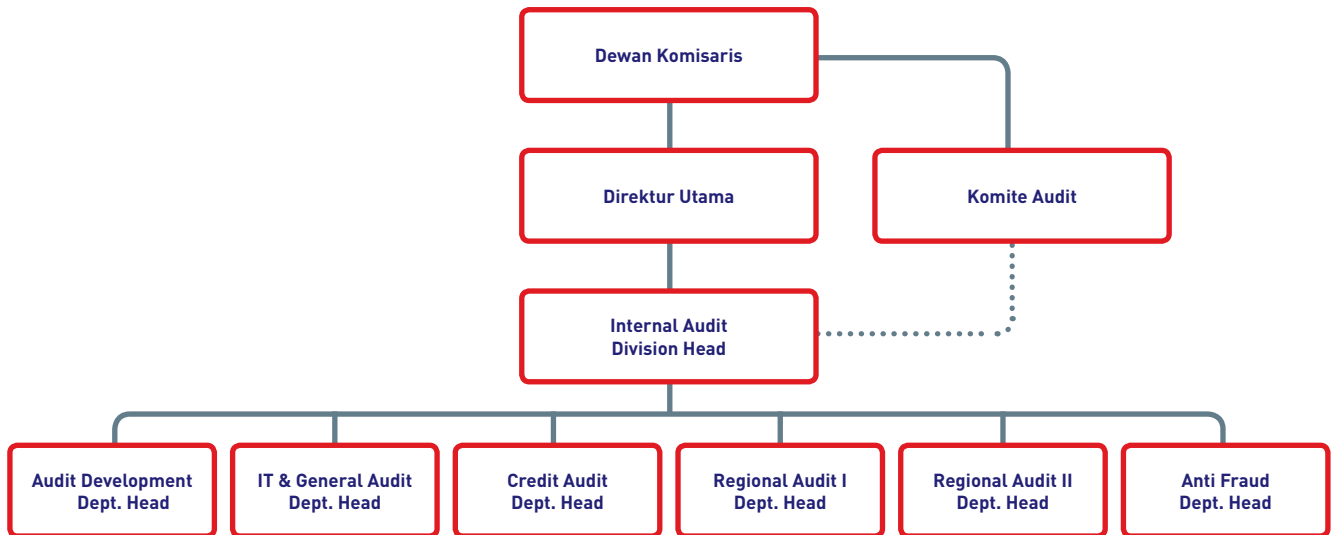 Dewan Komisaris
Direktur Utama
Komite Audit
Internal Audit
Division Head
Audit Development
Dept. Head
IT & General Audit
Dept. Head
Credit Audit
Dept. Head
Regional Audit I
Dept. Head
Regional Audit II
Dept. Head
Anti Fraud
Dept. Head